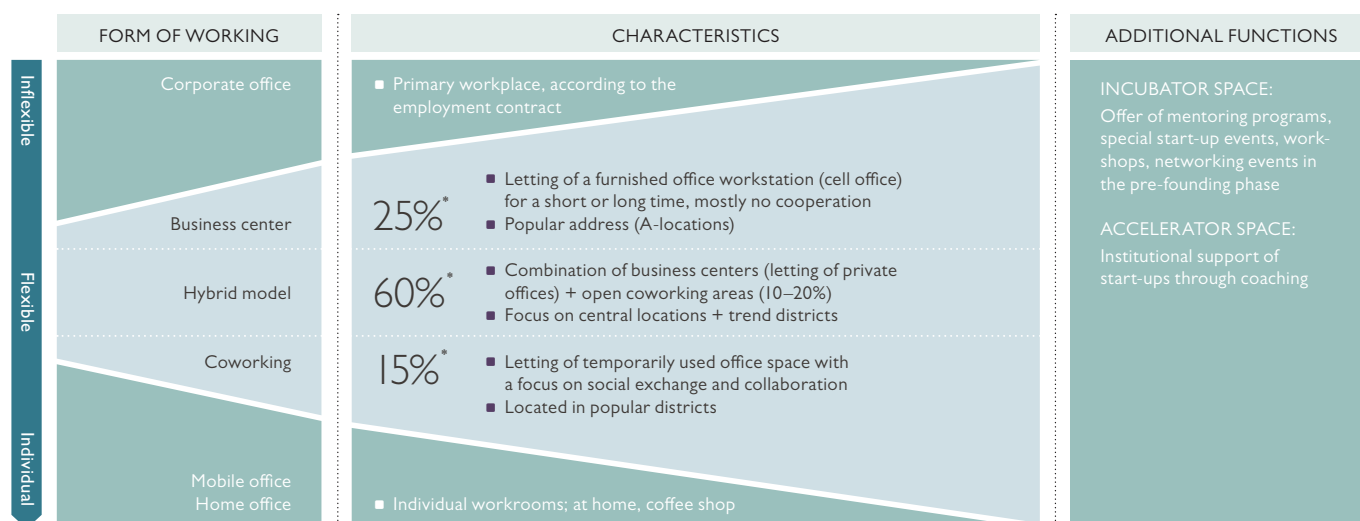 FORM OF WORKING
CHARACTERISTICS
ADDITIONAL FUNCTIONS
Inflexible
Flexible
Individual
Corporate office
Primary workplace, according to the
employment contract
Business center
25%*
Letting of a furnished office workstation (cell office)
for a short or long time, mostly no cooperation
Popular address (A-locations)
Hybrid model
60%*
Combination of business centers (letting of private
offices) + open coworking areas (10–20%)
Focus on central locations + trend districts
Coworking
15%*
Letting of temporarily used office space with
a focus on social exchange and collaboration
Located in popular districts
Mobile office
Home office
Individual workrooms; at home, coffee shop
INCUBATOR SPACE:
Offer of mentoring programs,
special start-up events, work-
shops, networking events in
the pre-founding phase
ACCELERATOR SPACE:
Institutional support of
start-ups through coaching